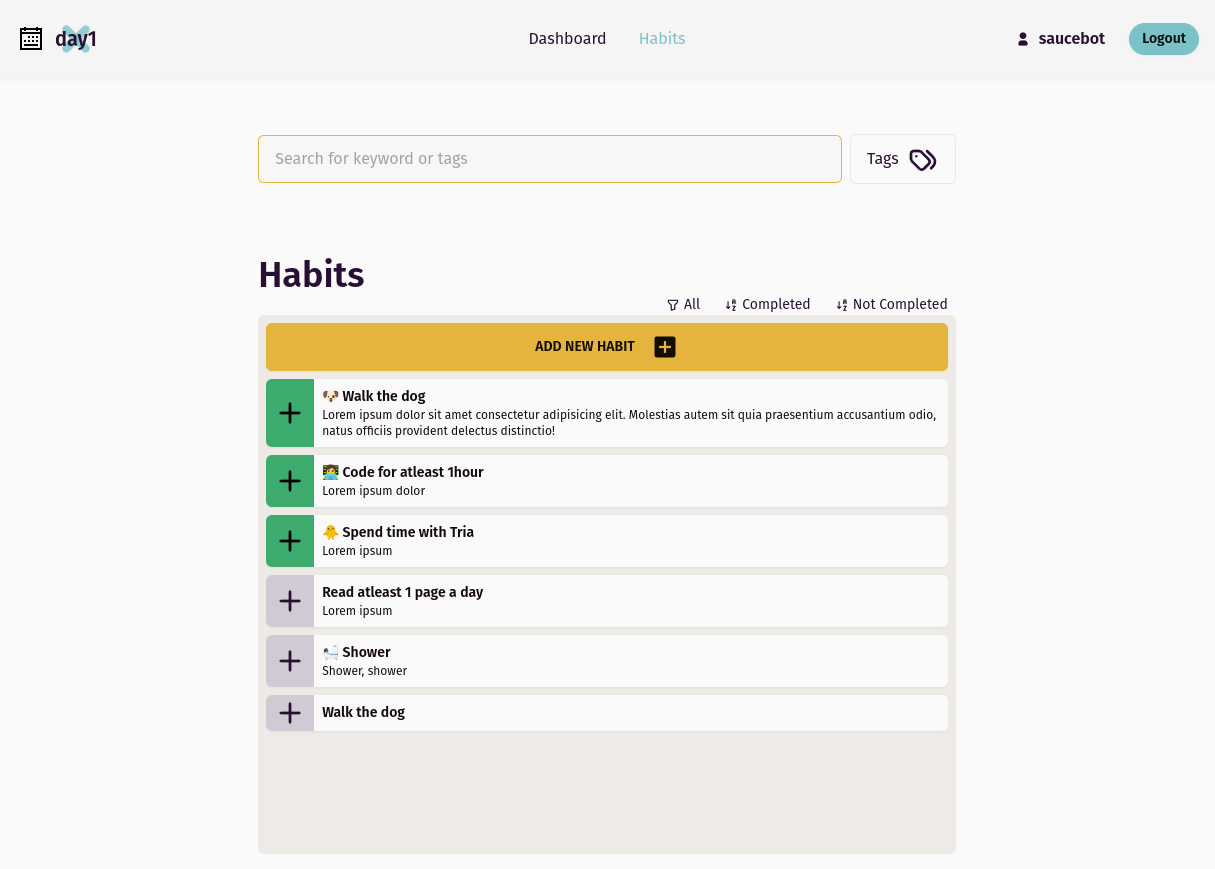 day1
Dashboard Habits
saucebot
Logout
Search for keyword or tags
Tags
Habits
All Completed Not Completed
ADD NEW HABIT
🐶 Walk the dog
Lorem ipsum dolor sit amet consectetur adipisicing elit. Molestias autem sit quia praesentium accusantium odio,
natus officiis provident delectus distinctio!
👩‍💻 Code for atleast 1hour
Lorem ipsum dolor
🐥 Spend time with Tria
Lorem ipsum
Read atleast 1 page a day
Lorem ipsum
🛀 Shower
Shower, shower
Walk the dog